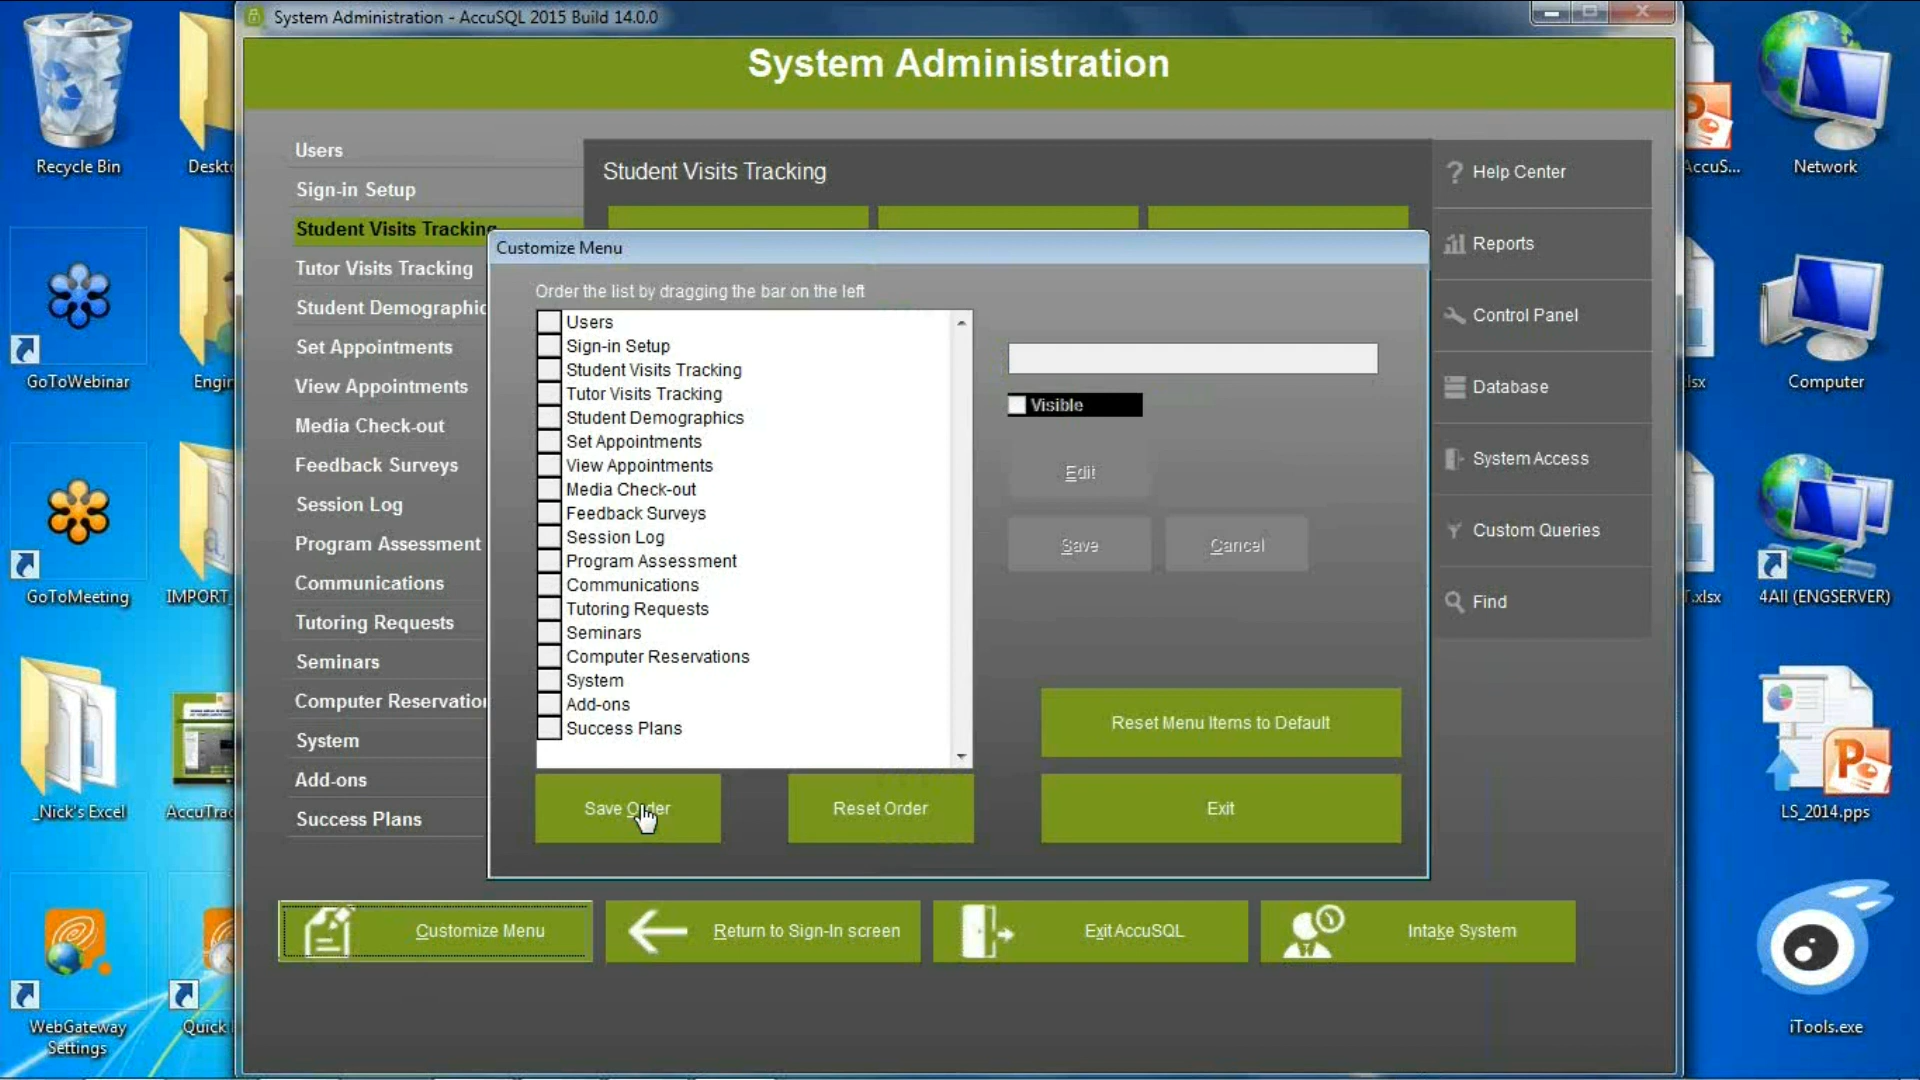 System Administration - AccuSQL 2015 Build 14.0.0
System Administration
Recycle Bin
GoToWebinar
GoToMeeting
IMPORT_
_Nick's Excel
AccuTrac
WebGateway
Settings
Quick
Users
Sign-in Setup
Student Visits Tracking
Tutor Visits Tracking
Student Demographic
Set Appointments
View Appointments
Media Check-out
Feedback Surveys
Session Log
Program Assessment
Communications
Tutoring Requests
Seminars
Computer Reservation
System
Add-ons
Success Plans
Student Visits Tracking
Customize Menu
Order the list by dragging the bar on the left
Users
Sign-in Setup
Student Visits Tracking
Tutor Visits Tracking
Student Demographics
Set Appointments
View Appointments
Media Check-out
Feedback Surveys
Session Log
Program Assessment
Communications
Tutoring Requests
Seminars
Computer Reservations
System
Add-ons
Success Plans
Visible
Edit
Save
Cancel
Reset Menu Items to Default
Save Order
Reset Order
Exit
Help Center
Reports
Control Panel
Database
System Access
Custom Queries
Find
Customize Menu
Return to Sign-In screen
Exit AccuSQL
Intake System
AccuS...
Network
Computer
4All (ENGSERVER)
LS_2014.pps
iTools.exe